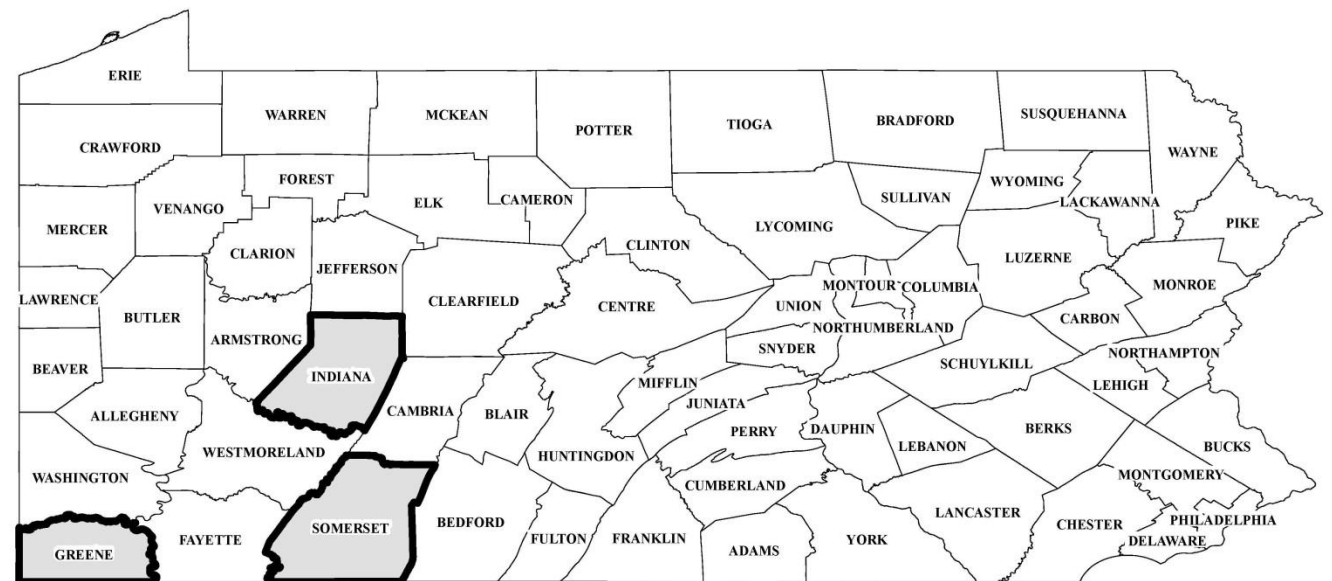 ERIE
WARREN
MCKEAN
POTTER
TIOGA
BRADFORD
SUSQUEHANNA
CRAWFORD
WAYNE
FOREST
WYOMING
VENANGO
ELK
CAMERON
SULLIVAN
LACKAWANNA
MERCER
LYCOMING
PIKE
CLARION
CLINTON
JEFFERSON
LUZERNE
LAWRENCE
CLEARFIELD
CENTRE
MONTOUR
COLUMBIA
MONROE
BUTLER
UNION
CARBON
ARMSTRONG
NORTHUMBERLAND
SNYDER
NORTHAMPTON
BEAVER
INDIANA
SCHUYLKILL
MIFFLIN
LEHIGH
ALLEGHENY
CAMBRIA
BLAIR
JUNIATA
PERRY
DAUPHIN
BERKS
LEBANON
BUCKS
WESTMORELAND
HUNTINGDON
WASHINGTON
CUMBERLAND
MONTGOMERY
SOMERSET
BEDFORD
LANCASTER
PHILADELPHIA
CHESTER
GREENE
FAYETTE
FULTON
FRANKLIN
YORK
DELAWARE
ADAMS